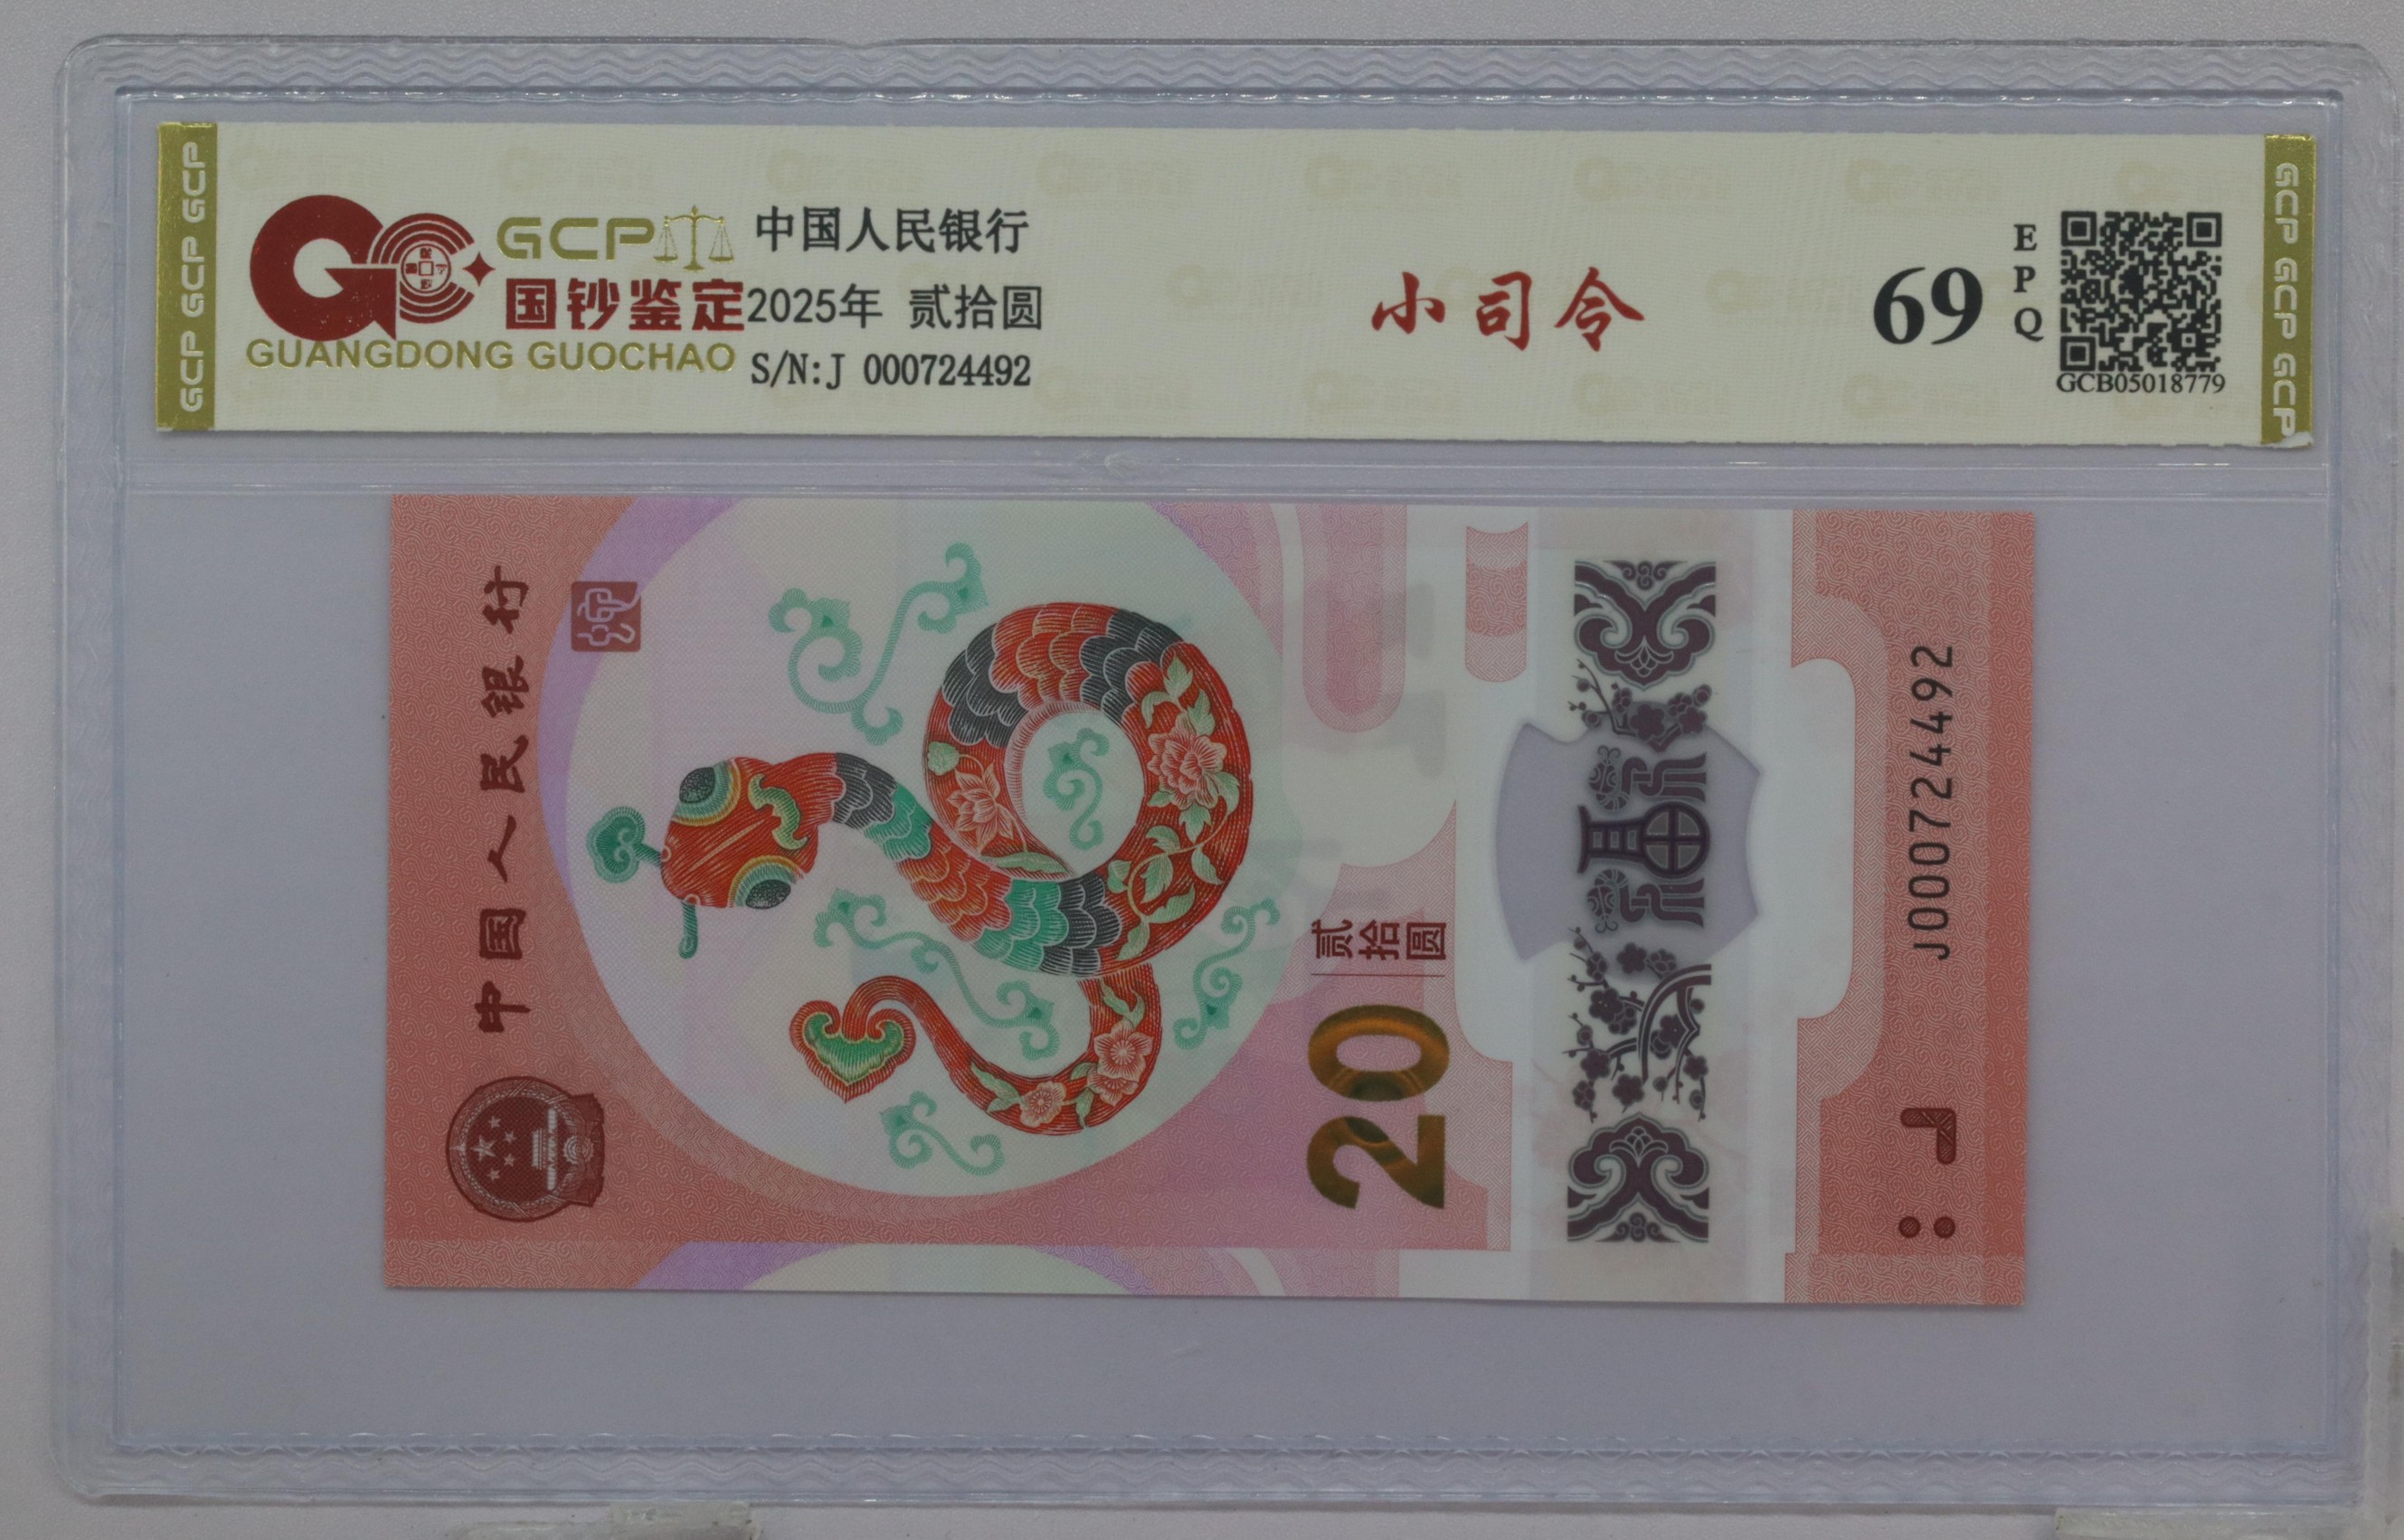 GCP GCP GCP
GCP
国钞鉴定
GUANGDONG GUOCHAO
中国人民银行
2025年 贰拾圆
S/N:J 000724492
小司令
69
EPQ
GCB05018779
GCP GCP GCP
中国人民银行
20
贰拾圆
福
J000724492
J